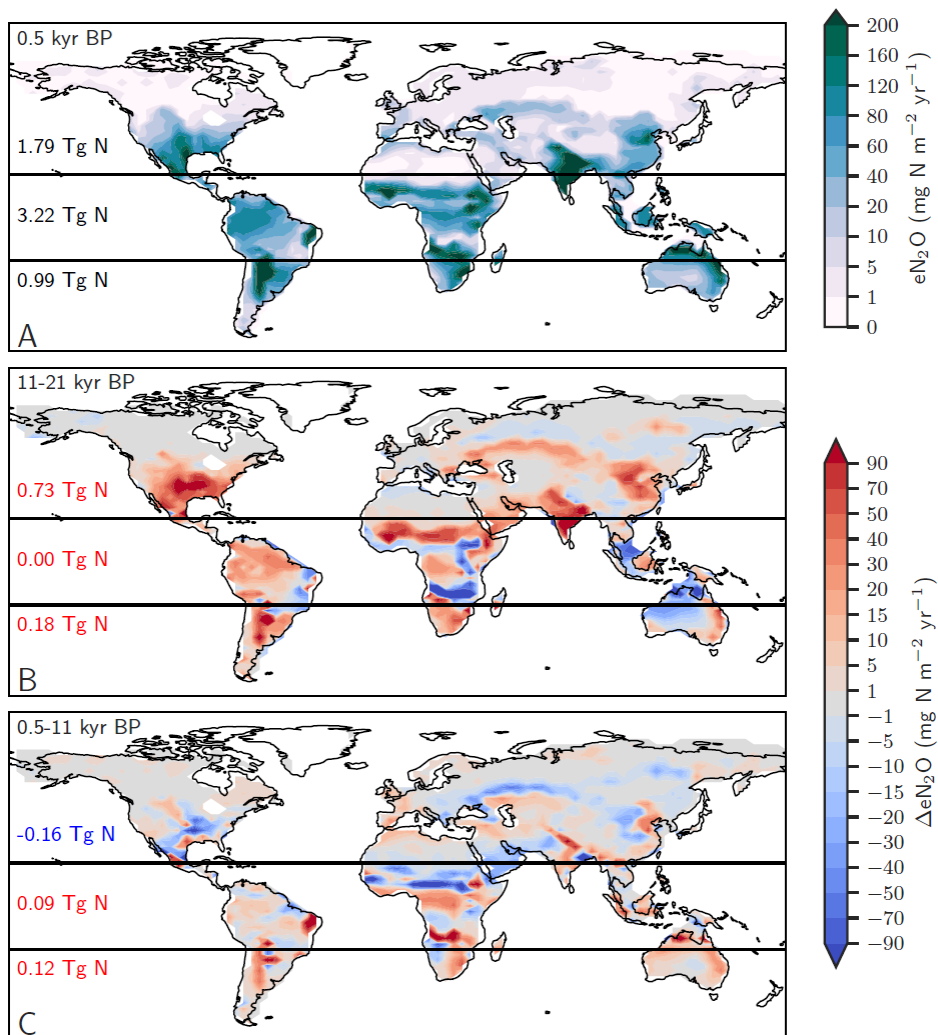 0.5 kyr BP
1.79 Tg N
3.22 Tg N
0.99 Tg N
A
200
160
120
80
60
40
20
10
5
1
0
eN₂O (mg N m⁻² yr⁻¹)
11-21 kyr BP
0.73 Tg N
0.00 Tg N
0.18 Tg N
B
0.5-11 kyr BP
-0.16 Tg N
0.09 Tg N
0.12 Tg N
C
90
70
50
40
30
20
15
10
5
1
−1
−5
−10
−15
−20
−30
−40
−50
−70
−90
ΔeN₂O (mg N m⁻² yr⁻¹)